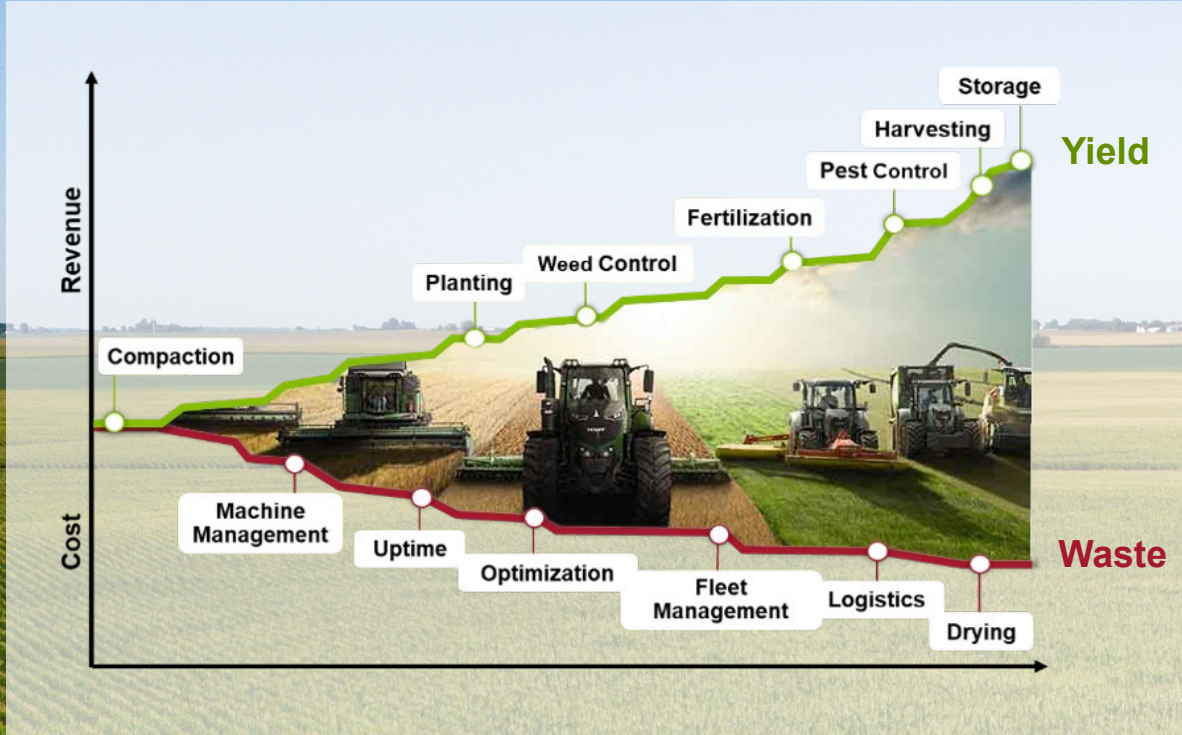 Storage
Harvesting
Yield
Pest Control
Fertilization
Weed Control
Planting
Revenue
Compaction
Machine
Management
Cost
Uptime
Optimization
Fleet
Management
Logistics
Drying
Waste
FENDT